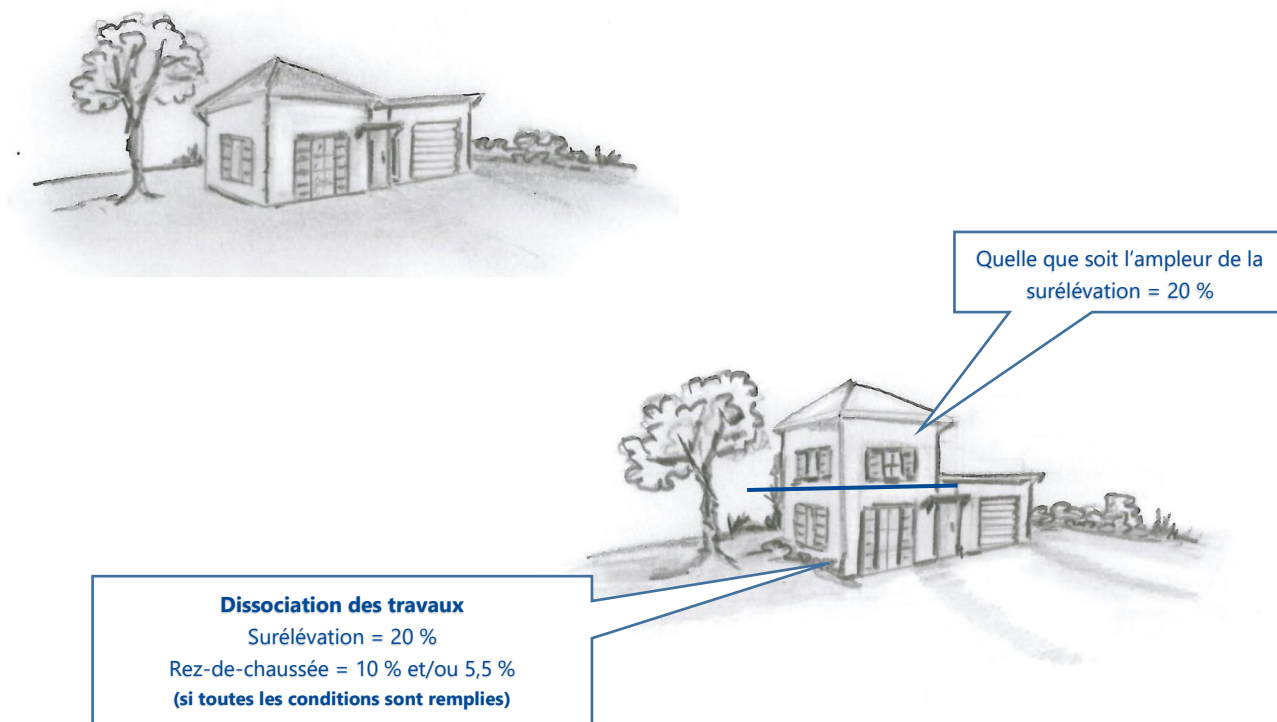 Quelle que soit l’ampleur de la
surélévation = 20 %
Dissociation des travaux
Surélévation = 20 %
Rez-de-chaussée = 10 % et/ou 5,5 %
(si toutes les conditions sont remplies)